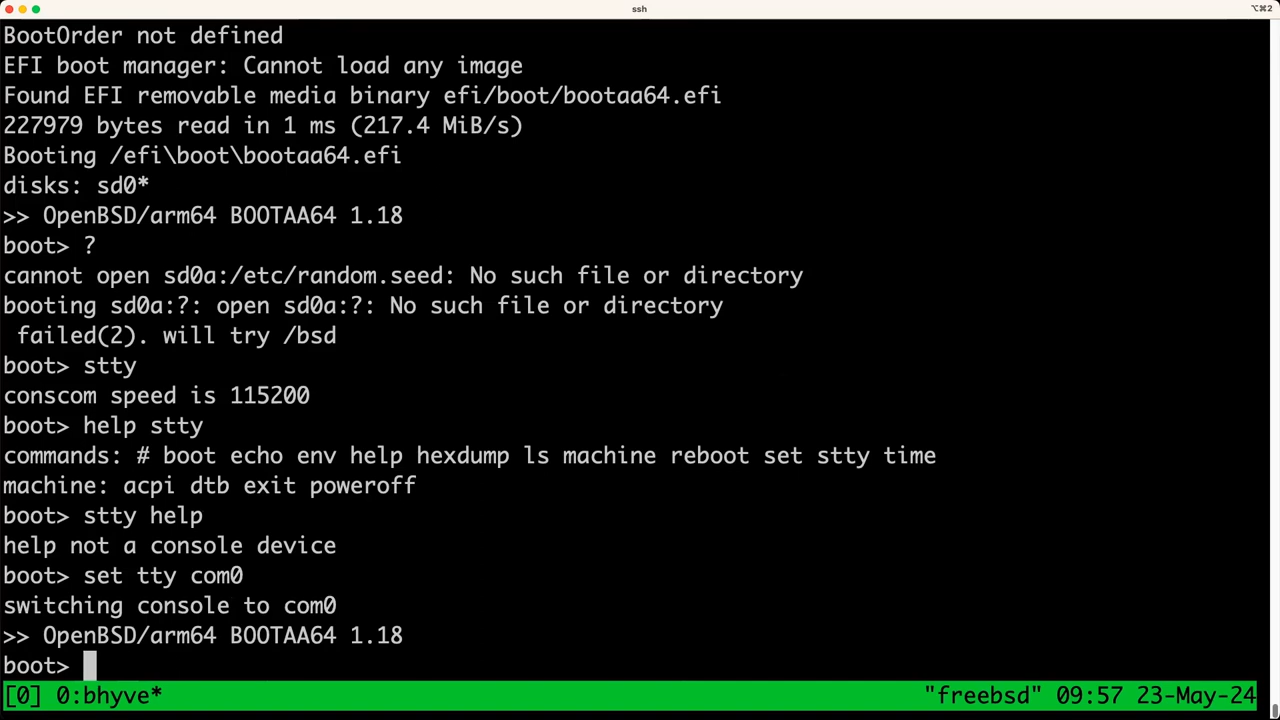 ssh
⌥⌘2
BootOrder not defined
EFI boot manager: Cannot load any image
Found EFI removable media binary efi/boot/bootaa64.efi
227979 bytes read in 1 ms (217.4 MiB/s)
Booting /efi\boot\bootaa64.efi
disks: sd0*
>> OpenBSD/arm64 BOOTAA64 1.18
boot> ?
cannot open sd0a:/etc/random.seed: No such file or directory
booting sd0a:?: open sd0a:?: No such file or directory
 failed(2). will try /bsd
boot> stty
conscom speed is 115200
boot> help stty
commands: # boot echo env help hexdump ls machine reboot set stty time
machine: acpi dtb exit poweroff
boot> stty help
help not a console device
boot> set tty com0
switching console to com0
>> OpenBSD/arm64 BOOTAA64 1.18
boot>
[0] 0:bhyve* "freebsd" 09:57 23-May-24